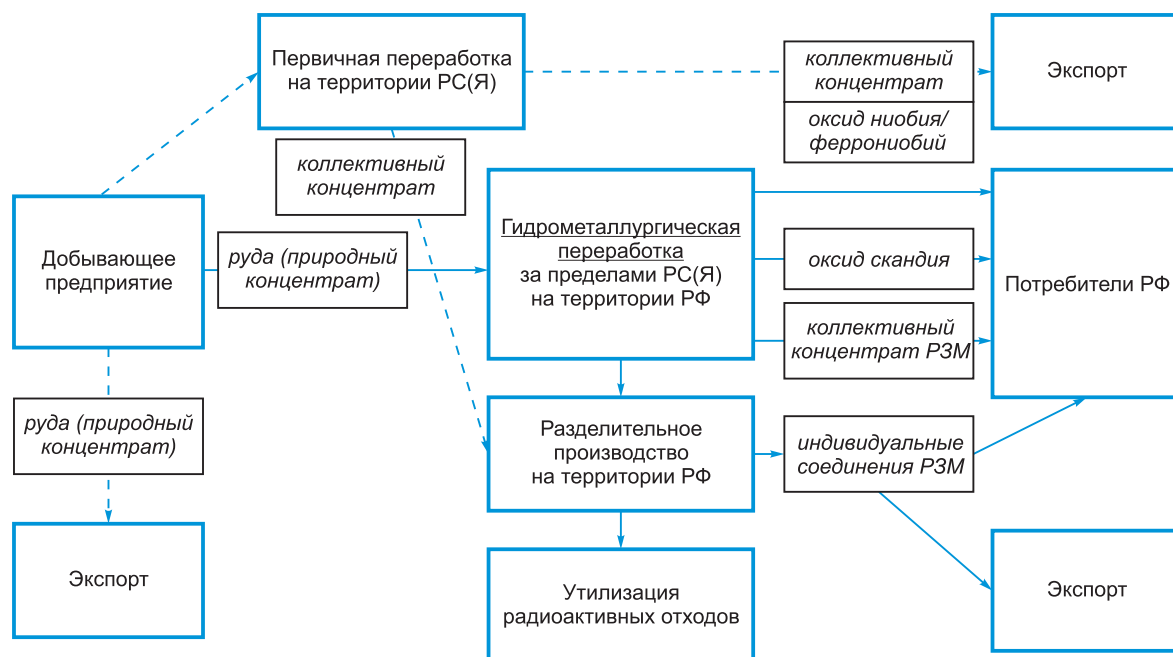 Первичная переработка
на территории РС(Я)
коллективный
концентрат
оксид ниобия/
феррониобий
Экспорт
коллективный
концентрат
Добывающее
предприятие
руда (природный
концентрат)
Гидрометаллургическая
переработка
за пределами РС(Я)
на территории РФ
оксид скандия
коллективный
концентрат РЗМ
Потребители РФ
руда (природный
концентрат)
Экспорт
Разделительное
производство
на территории РФ
индивидуальные
соединения РЗМ
Утилизация
радиоактивных отходов
Экспорт